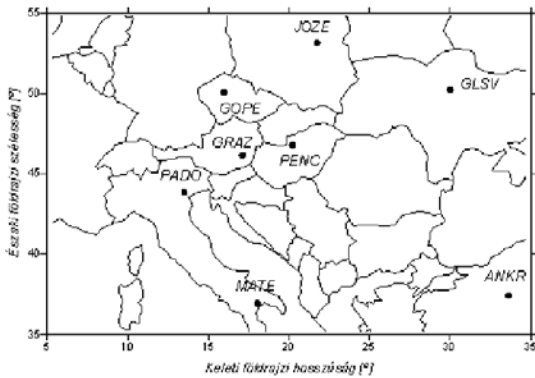 55
50
45
40
35
Északi földrajzi szélesség [°]
JOZE
GLSV
GOPE
GRAZ
PENC
PADO
MATE
ANKR
5 10 15 20 25 30 35
Keleti földrajzi hosszúság [°]